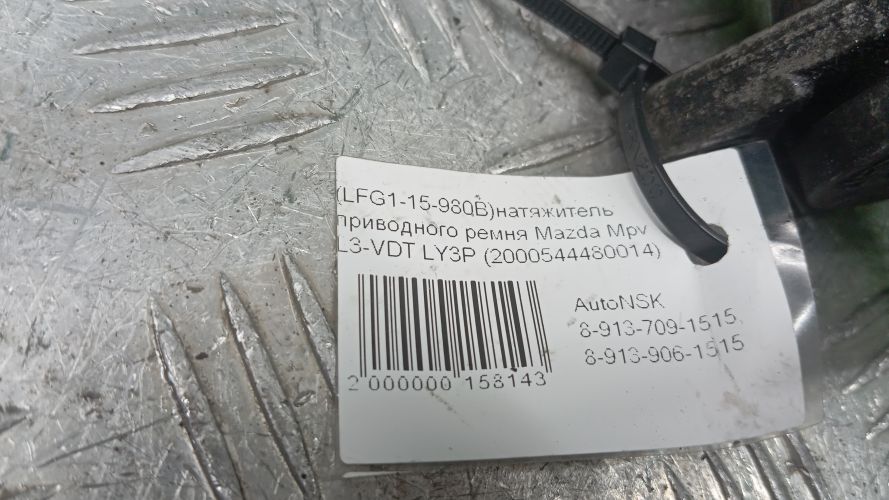 (LFG1-15-980B)натяжитель
приводного ремня Mazda Mpv
L3-VDT LY3P (2000544480014)
AutoNSK
8-913-709-1515
8-913-906-1515
2 000000 158143